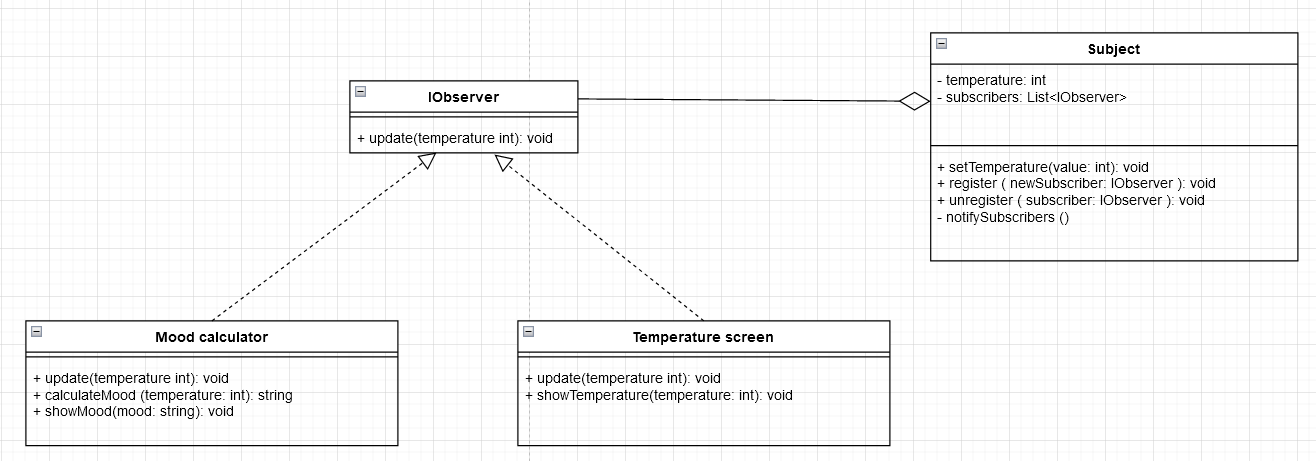 IObserver
+ update(temperature int): void
Subject
- temperature: int
- subscribers: List<IObserver>
+ setTemperature(value: int): void
+ register ( newSubscriber: IObserver ): void
+ unregister ( subscriber: IObserver ): void
- notifySubscribers ()
Mood calculator
+ update(temperature int): void
+ calculateMood (temperature: int): string
+ showMood(mood: string): void
Temperature screen
+ update(temperature int): void
+ showTemperature(temperature: int): void